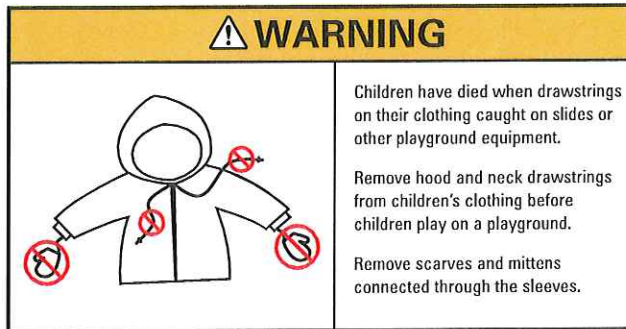 WARNING
Children have died when drawstrings
on their clothing caught on slides or
other playground equipment.
Remove hood and neck drawstrings
from children's clothing before
children play on a playground.
Remove scarves and mittens
connected through the sleeves.